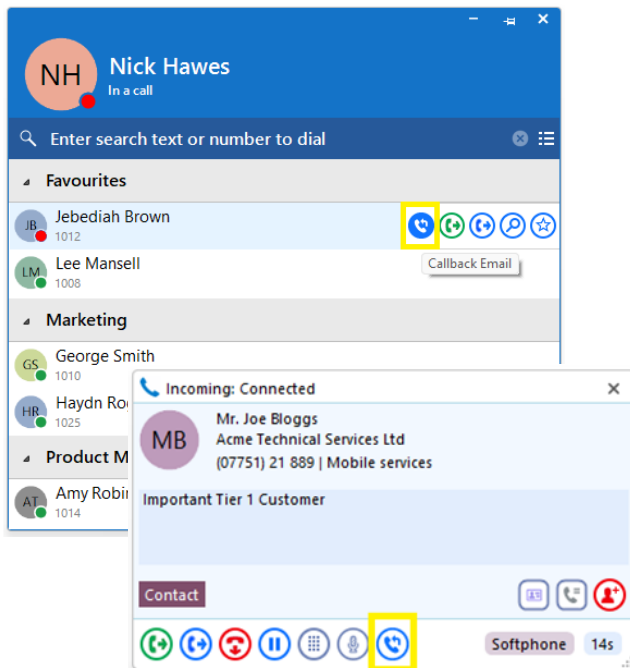 NH
Nick Hawes
In a call
Enter search text or number to dial
Favourites
JB
Jebediah Brown
1012
Callback Email
LM
Lee Mansell
1008
Marketing
GS
George Smith
1010
HR
Haydn
1025
Product
AT
Amy
1014
Incoming: Connected
MB
Mr. Joe Bloggs
Acme Technical Services Ltd
(07751) 21 889 | Mobile services
Important Tier 1 Customer
Contact
Softphone
14s